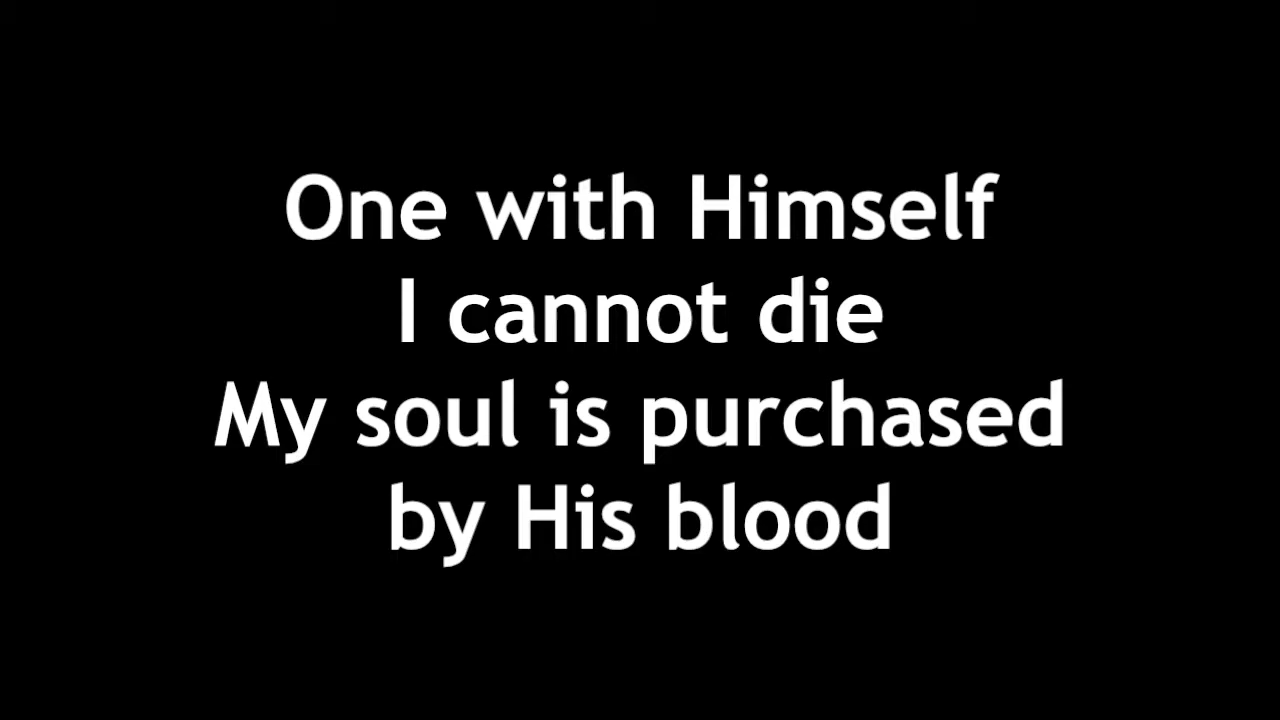 One with Himself
I cannot die
My soul is purchased
by His blood